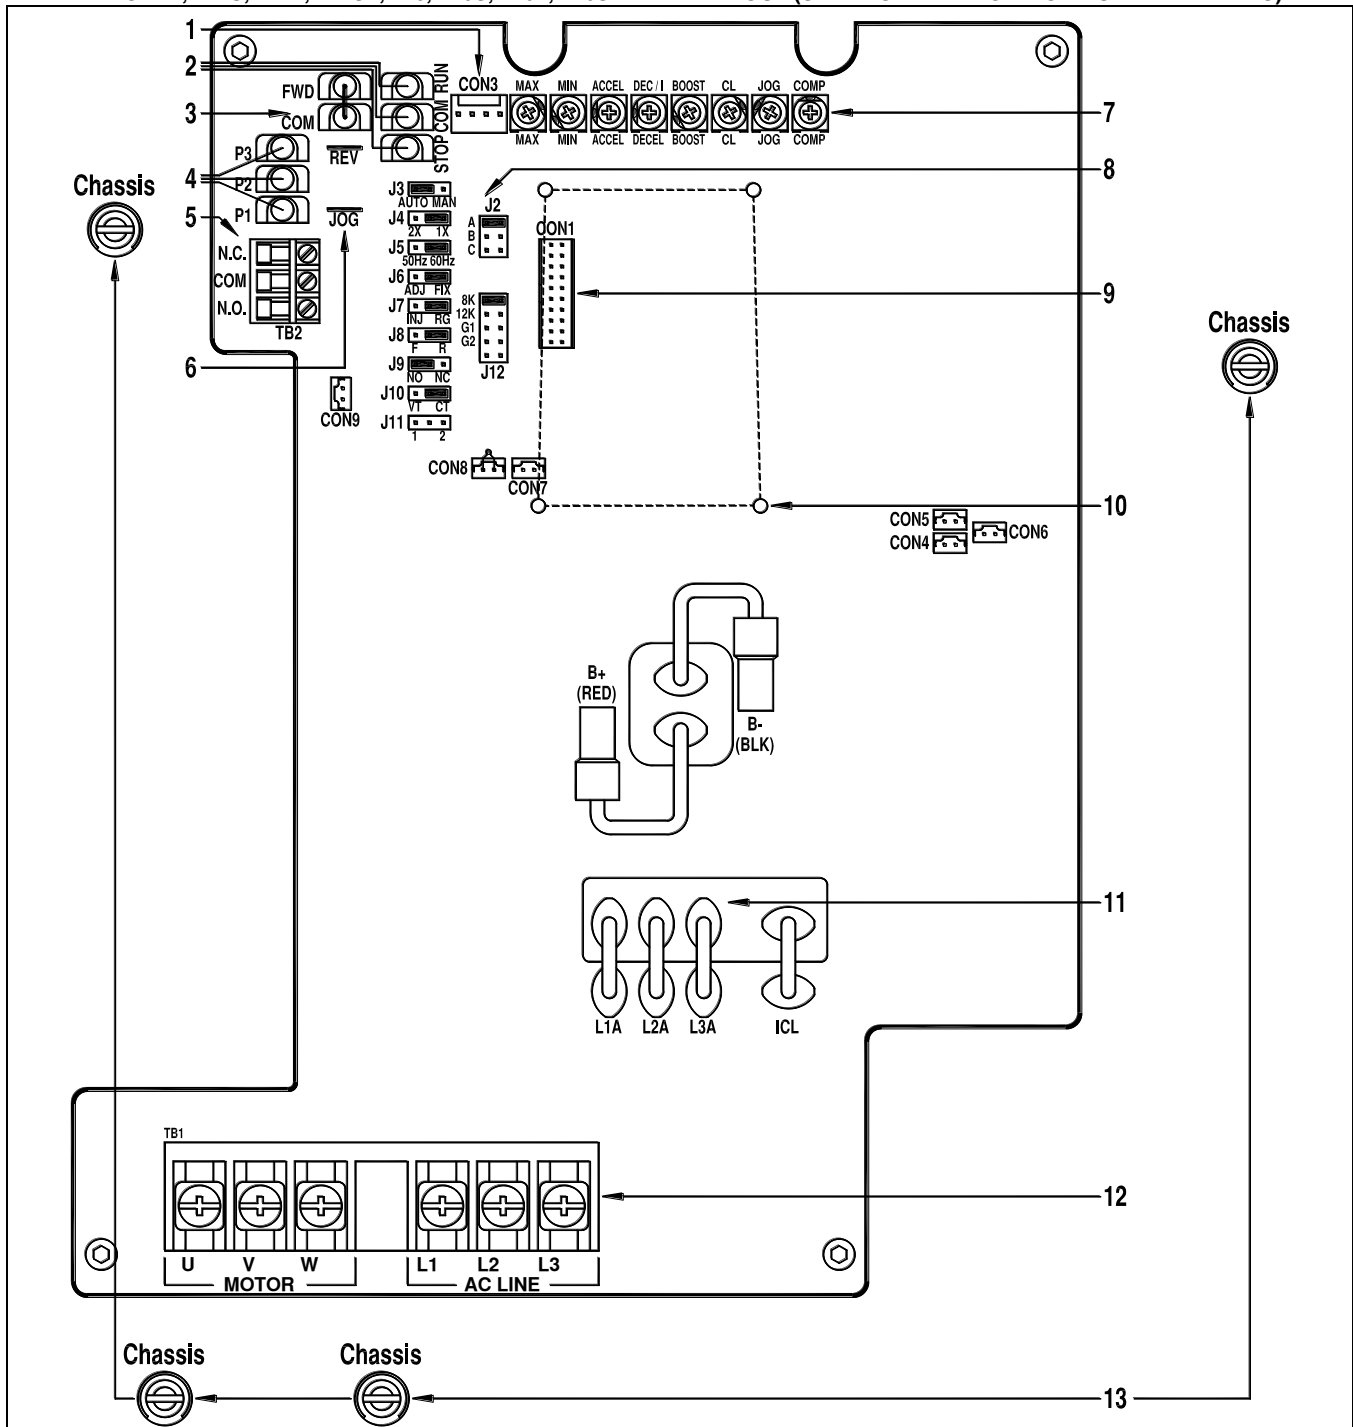 1
2
3
4
5
6
7
8
9
10
11
12
13
FWD
COM
RUN
COM
STOP
P3
P2
P1
REV
JOG
CON3
MAX MIN ACCEL DEC / I BOOST CL JOG COMP
MAX MIN ACCEL DECEL BOOST CL JOG COMP
Chassis
N.C.
COM
N.O.
TB2
CON9
J3
AUTO MAN
J4
2X 1X
J5
50Hz 60Hz
J6
ADJ FIX
J7
INJ RG
J8
F R
J9
NO NC
J10
VT CT
J11
1 2
J2
A
B
C
8K
12K
G1
G2
J12
CON1
CON8
CON7
Chassis
CON5
CON4
CON6
B+
(RED)
B-
(BLK)
L1A L2A L3A ICL
TB1
U V W L1 L2 L3
MOTOR AC LINE
Chassis Chassis